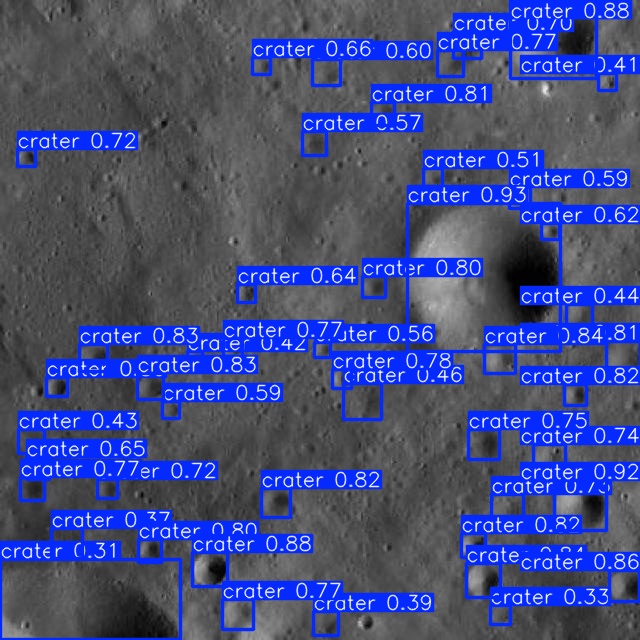 crater 0.88
crater 0.70
crater 0.77
crater 0.66
0.60
crater 0.41
crater 0.81
crater 0.57
crater 0.72
crater 0.51
crater 0.59
crater 0.93
crater 0.62
crater 0.80
crater 0.64
crater 0.44
crater 0.77
crater 0.83
crater 0.42
0.56
crater 0.84
.81
crater 0.78
crater 0.83
crater
crater 0.46
crater 0.82
crater 0.59
crater 0.43
crater 0.75
crater 0.74
crater 0.65
crater 0.77
er 0.72
crater 0.92
crater 0.82
crater 0.37
crater 0.80
crater 0.82
crater 0.31
crater 0.88
crater 0.86
crater 0.77
crater 0.39
crater 0.33